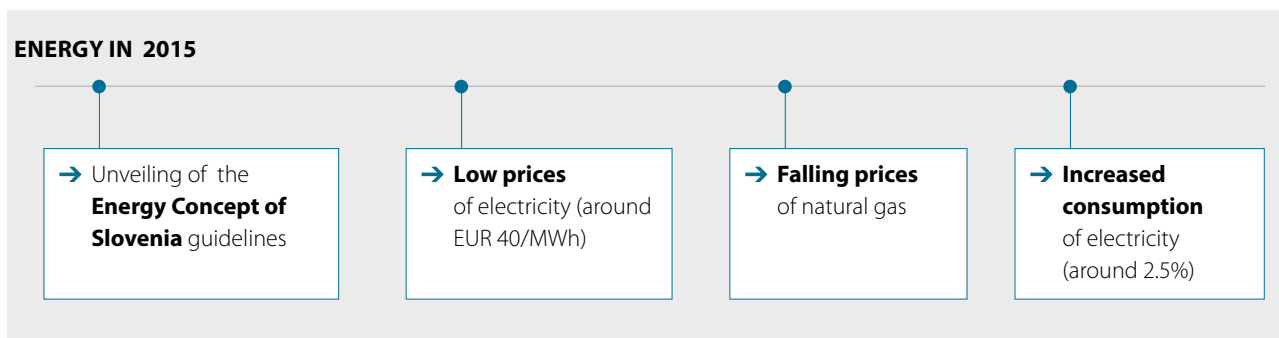 ENERGY IN 2015
➔ Unveiling of the
Energy Concept of
Slovenia guidelines
➔ Low prices
of electricity (around
EUR 40/MWh)
➔ Falling prices
of natural gas
➔ Increased
consumption
of electricity
(around 2.5%)